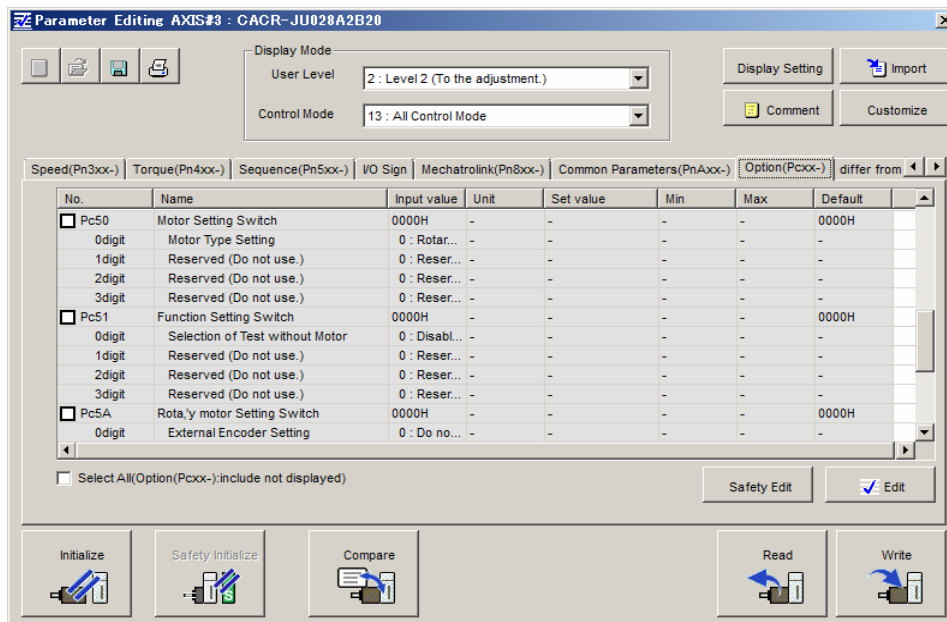 Parameter Editing AXIS#3 : CACR-JU028A2B20
Display Mode
User Level
2 : Level 2 (To the adjustment.)
Control Mode
13 : All Control Mode
Display Setting
Import
Comment
Customize
Speed(Pn3xx-) Torque(Pn4xx-) Sequence(Pn5xx-) I/O Sign Mechatrolink(Pn8xx-) Common Parameters(PnAxx-) Option(Pcxx-) differ from
No. Name Input value Unit Set value Min Max Default
Pc50 Motor Setting Switch 0000H - - - - 0000H
0digit Motor Type Setting 0 : Rotar... - - - - -
1digit Reserved (Do not use.) 0 : Reser... - - - - -
2digit Reserved (Do not use.) 0 : Reser... - - - - -
3digit Reserved (Do not use.) 0 : Reser... - - - - -
Pc51 Function Setting Switch 0000H - - - - 0000H
0digit Selection of Test without Motor 0 : Disabl... - - - - -
1digit Reserved (Do not use.) 0 : Reser... - - - - -
2digit Reserved (Do not use.) 0 : Reser... - - - - -
3digit Reserved (Do not use.) 0 : Reser... - - - - -
Pc5A Rota,'y motor Setting Switch 0000H - - - - 0000H
0digit External Encoder Setting 0 : Do no... - - - - -
Select All(Option(Pcxx-):include not displayed)
Safety Edit
Edit
Initialize
Safety Initialize
Compare
Read
Write